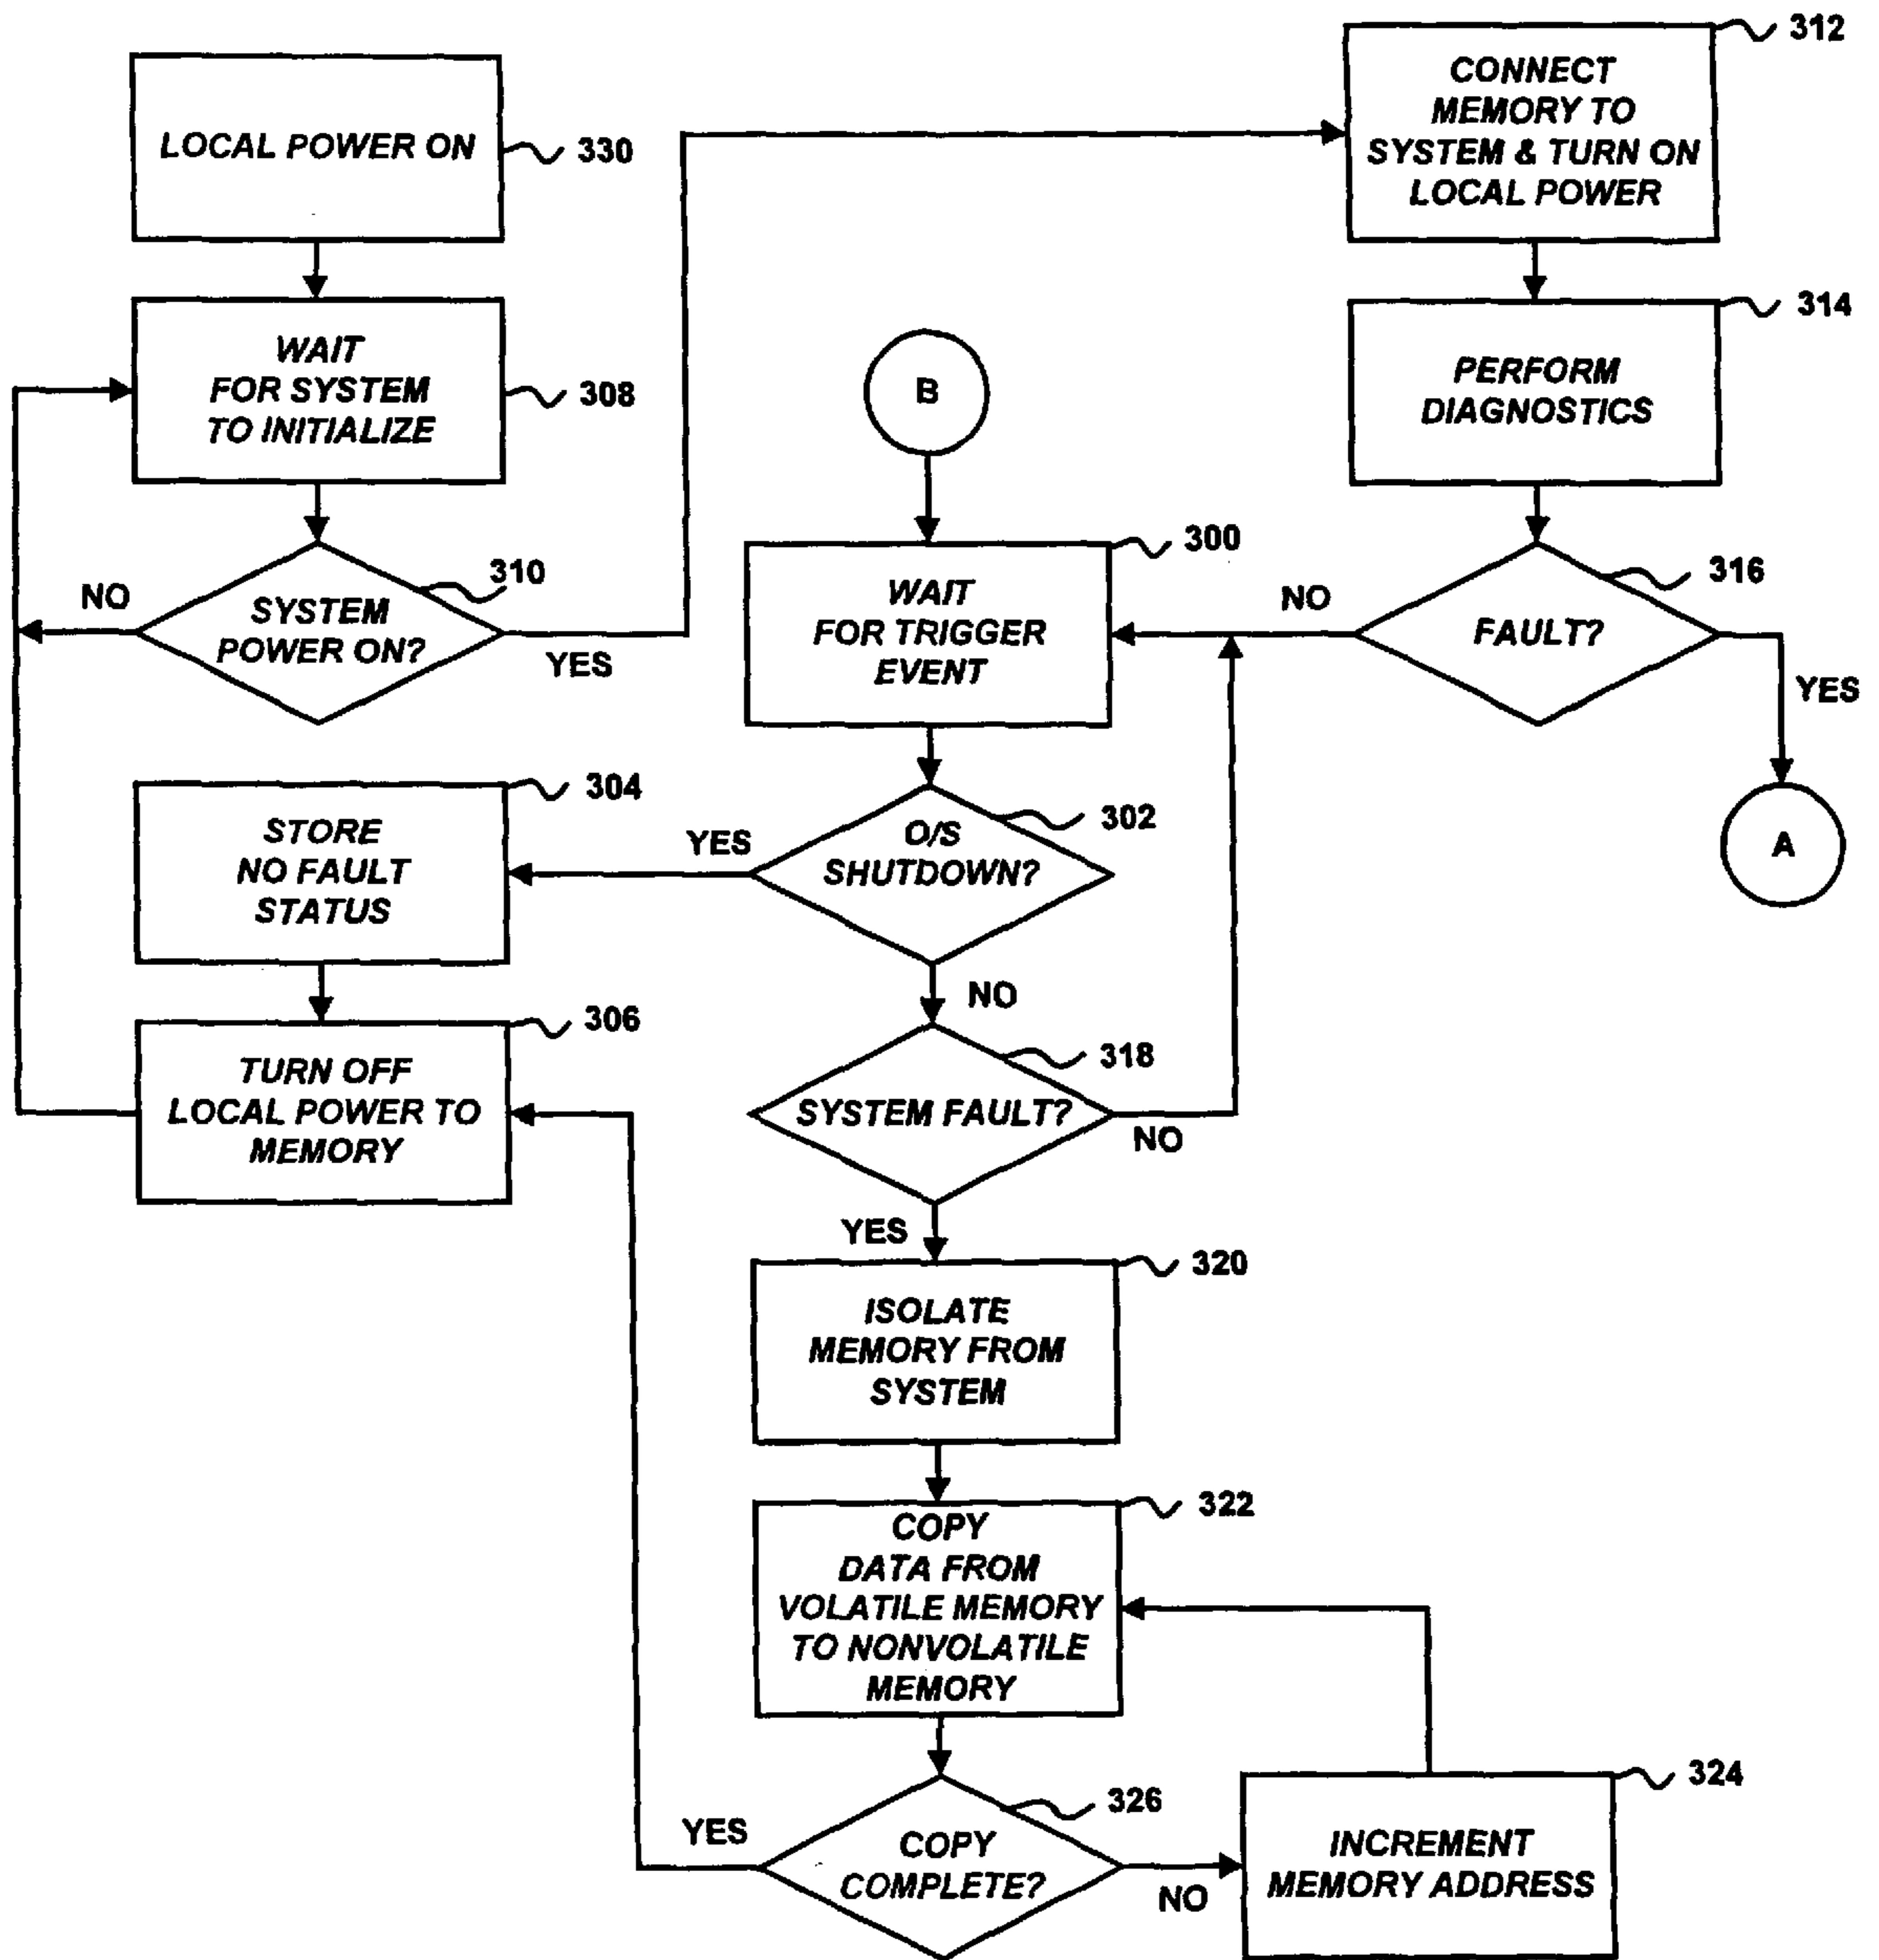 LOCAL POWER ON
330
WAIT
FOR SYSTEM
TO INITIALIZE
308
SYSTEM
POWER ON?
310
NO
YES
CONNECT
MEMORY TO
SYSTEM & TURN ON
LOCAL POWER
312
PERFORM
DIAGNOSTICS
314
FAULT?
316
NO
YES
A
B
WAIT
FOR TRIGGER
EVENT
300
O/S
SHUTDOWN?
302
YES
NO
STORE
NO FAULT
STATUS
304
TURN OFF
LOCAL POWER TO
MEMORY
306
SYSTEM FAULT?
318
NO
YES
ISOLATE
MEMORY FROM
SYSTEM
320
COPY
DATA FROM
VOLATILE MEMORY
TO NONVOLATILE
MEMORY
322
COPY
COMPLETE?
326
YES
NO
INCREMENT
MEMORY ADDRESS
324